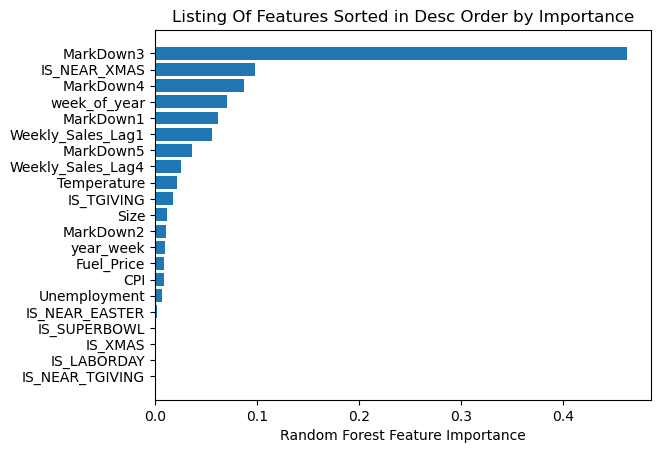 Listing Of Features Sorted in Desc Order by Importance
MarkDown3
IS_NEAR_XMAS
MarkDown4
week_of_year
MarkDown1
Weekly_Sales_Lag1
MarkDown5
Weekly_Sales_Lag4
Temperature
IS_TGIVING
Size
MarkDown2
year_week
Fuel_Price
CPI
Unemployment
IS_NEAR_EASTER
IS_SUPERBOWL
IS_XMAS
IS_LABORDAY
IS_NEAR_TGIVING
0.0 0.1 0.2 0.3 0.4
Random Forest Feature Importance